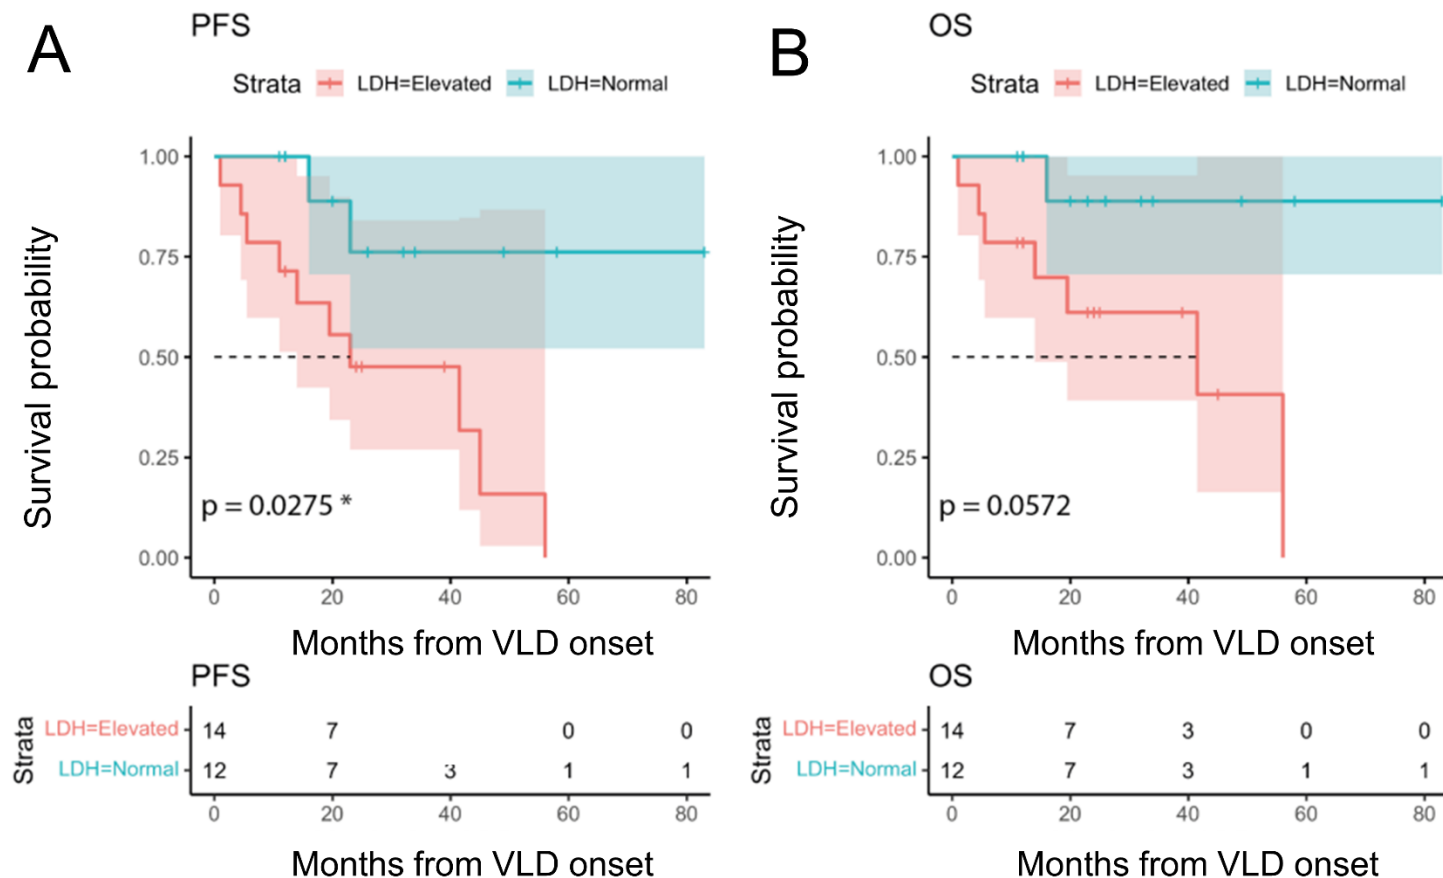 A
PFS
Strata LDH=Elevated LDH=Normal
Survival probability
1.00
0.75
0.50
0.25
0.00
p = 0.0275 *
0 20 40 60 80
Months from VLD onset
PFS
Strata
LDH=Elevated 14 7 0 0
LDH=Normal 12 7 3 1 1
0 20 40 60 80
Months from VLD onset
B
OS
Strata LDH=Elevated LDH=Normal
Survival probability
1.00
0.75
0.50
0.25
0.00
p = 0.0572
0 20 40 60 80
Months from VLD onset
OS
Strata
LDH=Elevated 14 7 3 0 0
LDH=Normal 12 7 3 1 1
0 20 40 60 80
Months from VLD onset